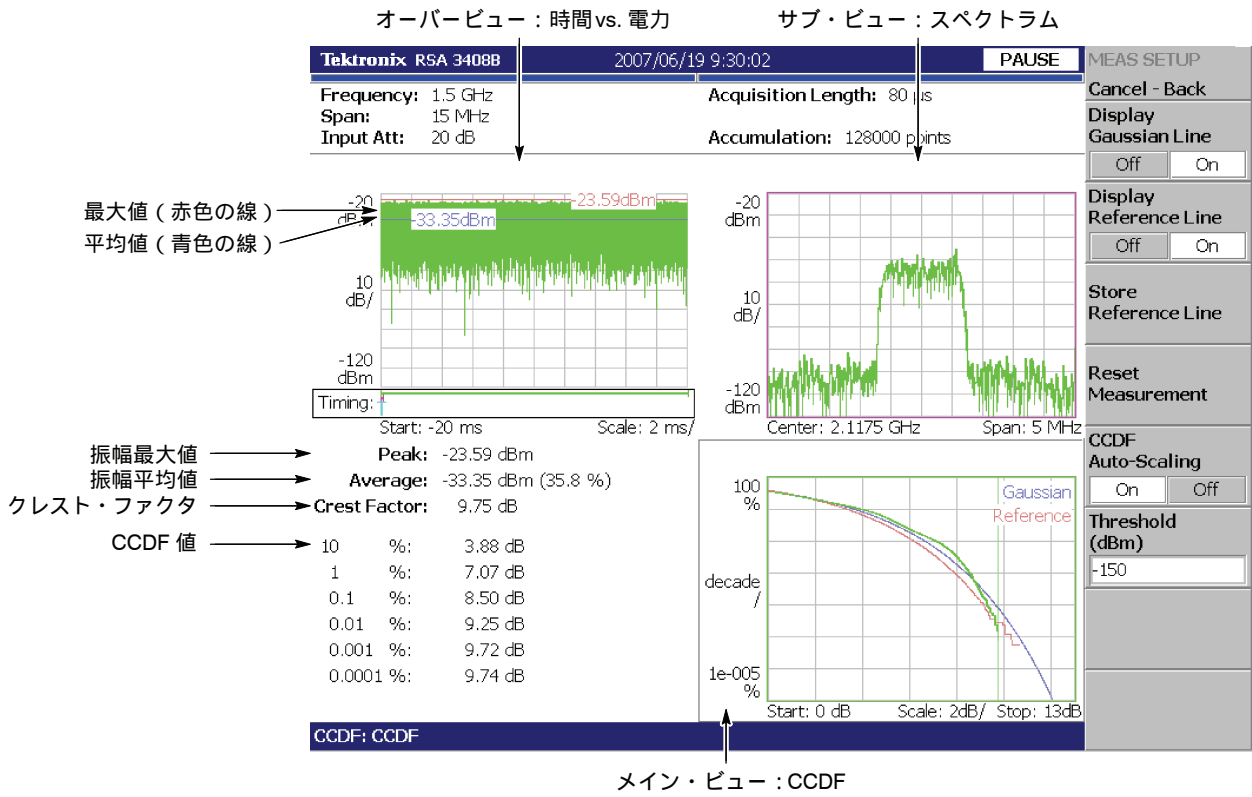 オーバービュー：時間 vs. 電力
サブ・ビュー：スペクトラム
Tektronix RSA 3408B
2007/06/19 9:30:02
PAUSE
MEAS SETUP
Frequency: 1.5 GHz
Span: 15 MHz
Input Att: 20 dB
Acquisition Length: 80 µs
Accumulation: 128000 points
Cancel - Back
Display
Gaussian Line
Off On
Display
Reference Line
Off On
Store
Reference Line
Reset
Measurement
CCDF
Auto-Scaling
On Off
Threshold
(dBm)
-150
最大値（赤色の線）
平均値（青色の線）
-20
-23.59dBm
-33.35dBm
10
dB/
-120
dBm
Timing:
Start: -20 ms
Scale: 2 ms/
-20
dBm
10
dB/
-120
dBm
Center: 2.1175 GHz
Span: 5 MHz
振幅最大値
Peak: -23.59 dBm
振幅平均値
Average: -33.35 dBm (35.8 %)
クレスト・ファクタ
Crest Factor: 9.75 dB
CCDF 値
10 %: 3.88 dB
1 %: 7.07 dB
0.1 %: 8.50 dB
0.01 %: 9.25 dB
0.001 %: 9.72 dB
0.0001 %: 9.74 dB
100
%
Gaussian
Reference
decade
/
1e-005
%
Start: 0 dB
Scale: 2dB/
Stop: 13dB
CCDF: CCDF
メイン・ビュー：CCDF